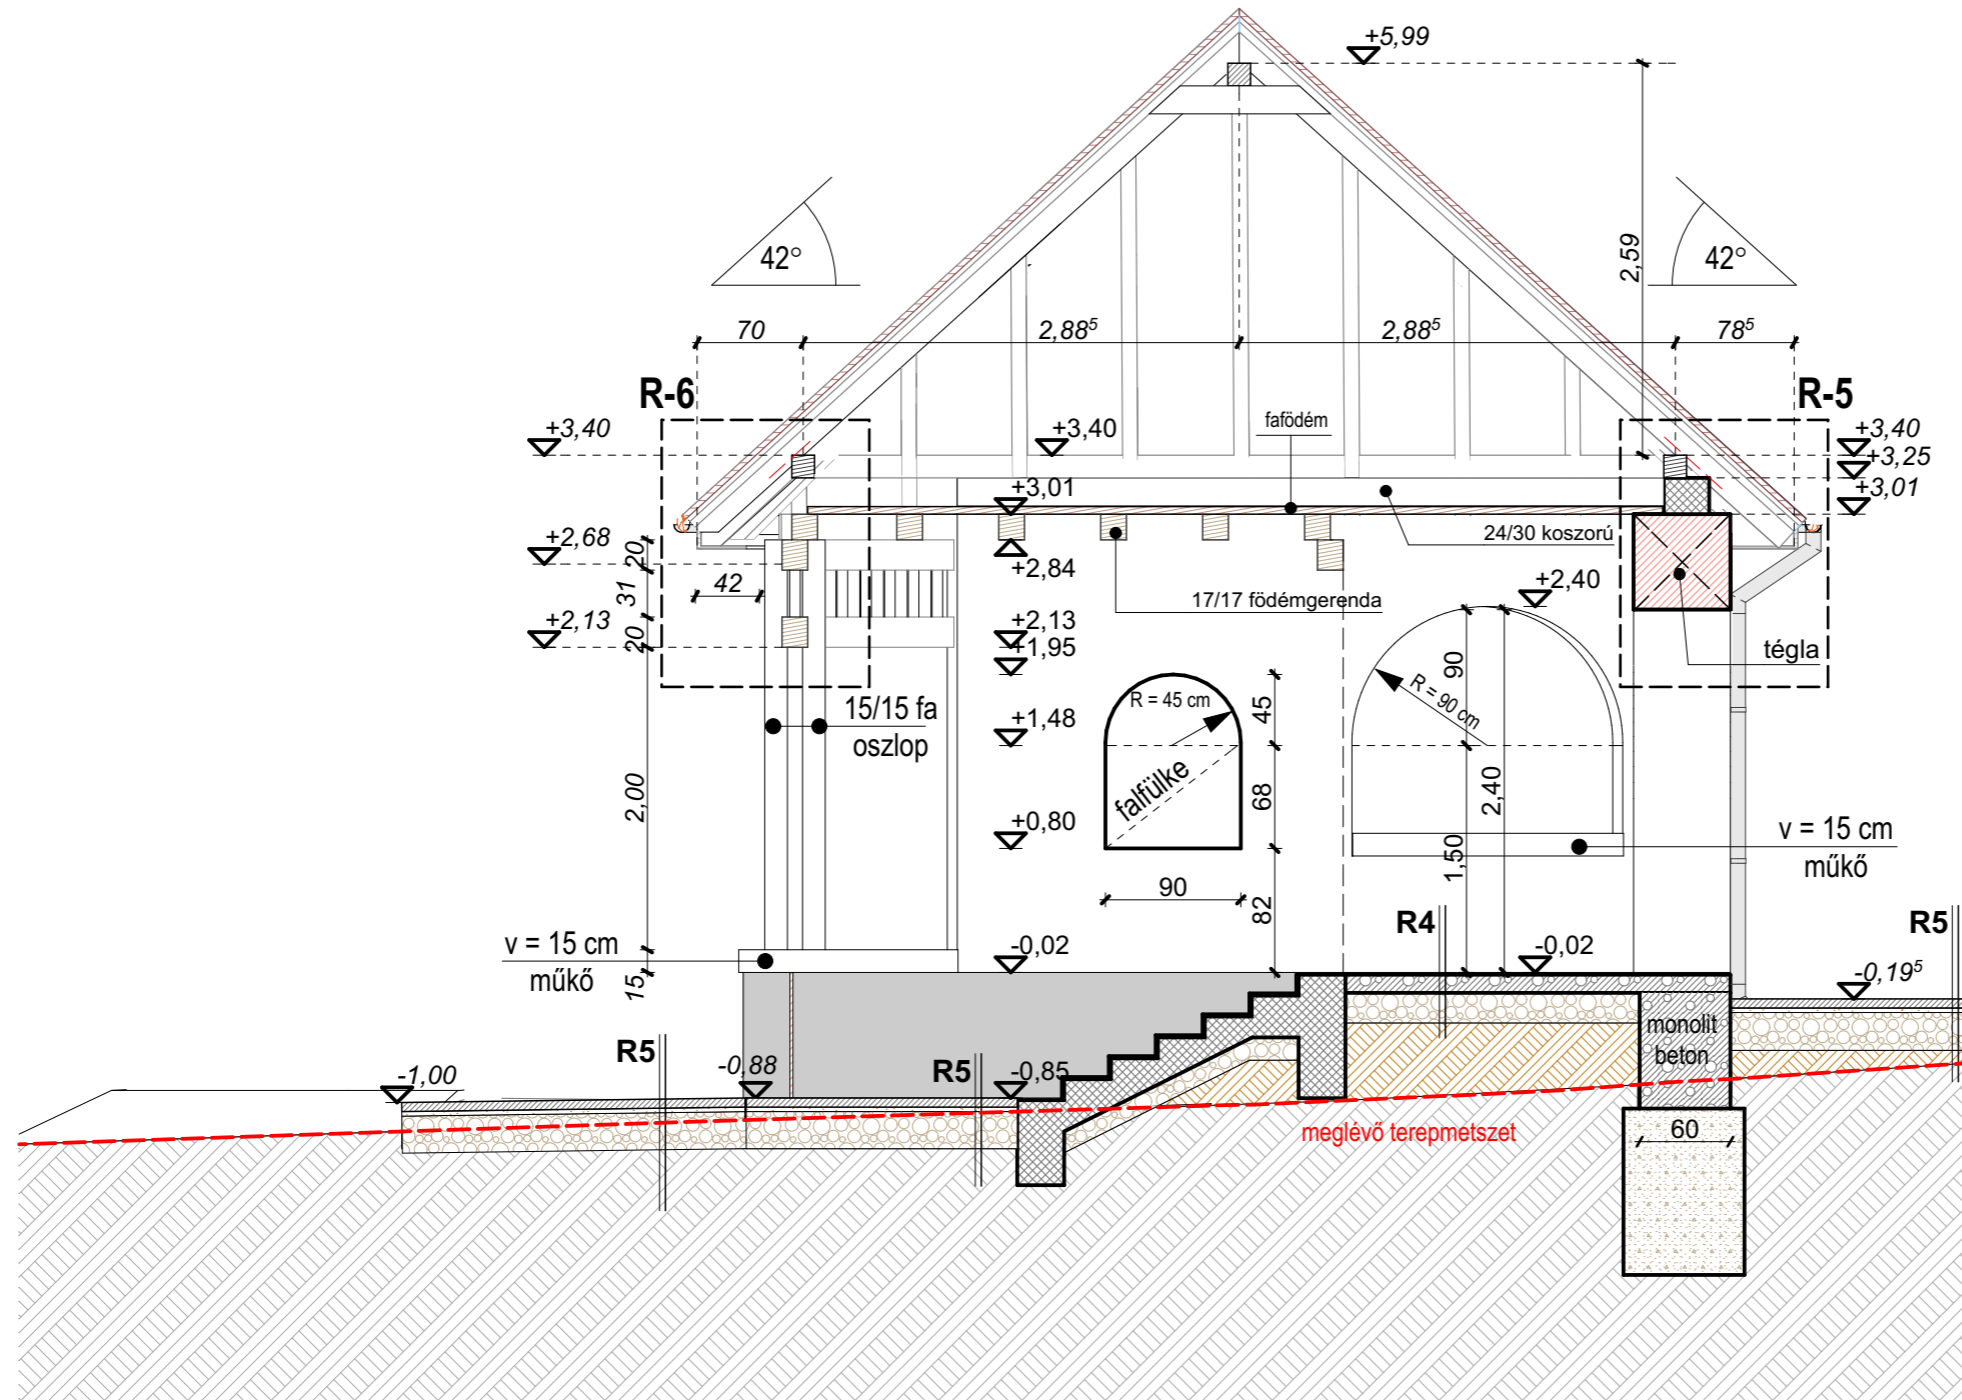 +5,99
2,59
42°
42°
70
2,88⁵
2,88⁵
78⁵
R-6
R-5
fafödém
+3,40
+3,40
+3,40
+3,25
+3,01
+3,01
24/30 koszorú
+2,68
20
31
42
+2,84
17/17 födémgerenda
+2,40
+2,13
20
+2,13
+1,95
tégla
90
R = 90 cm
R = 45 cm
45
15/15 fa
oszlop
+1,48
falfülke
68
2,00
2,40
+0,80
1,50
v = 15 cm
műkő
90
82
R4
R5
v = 15 cm
műkő
-0,02
-0,02
15
-0,19⁵
monolit
beton
R5
-0,88
R5
-0,85
-1,00
meglévő terepmetszet
60